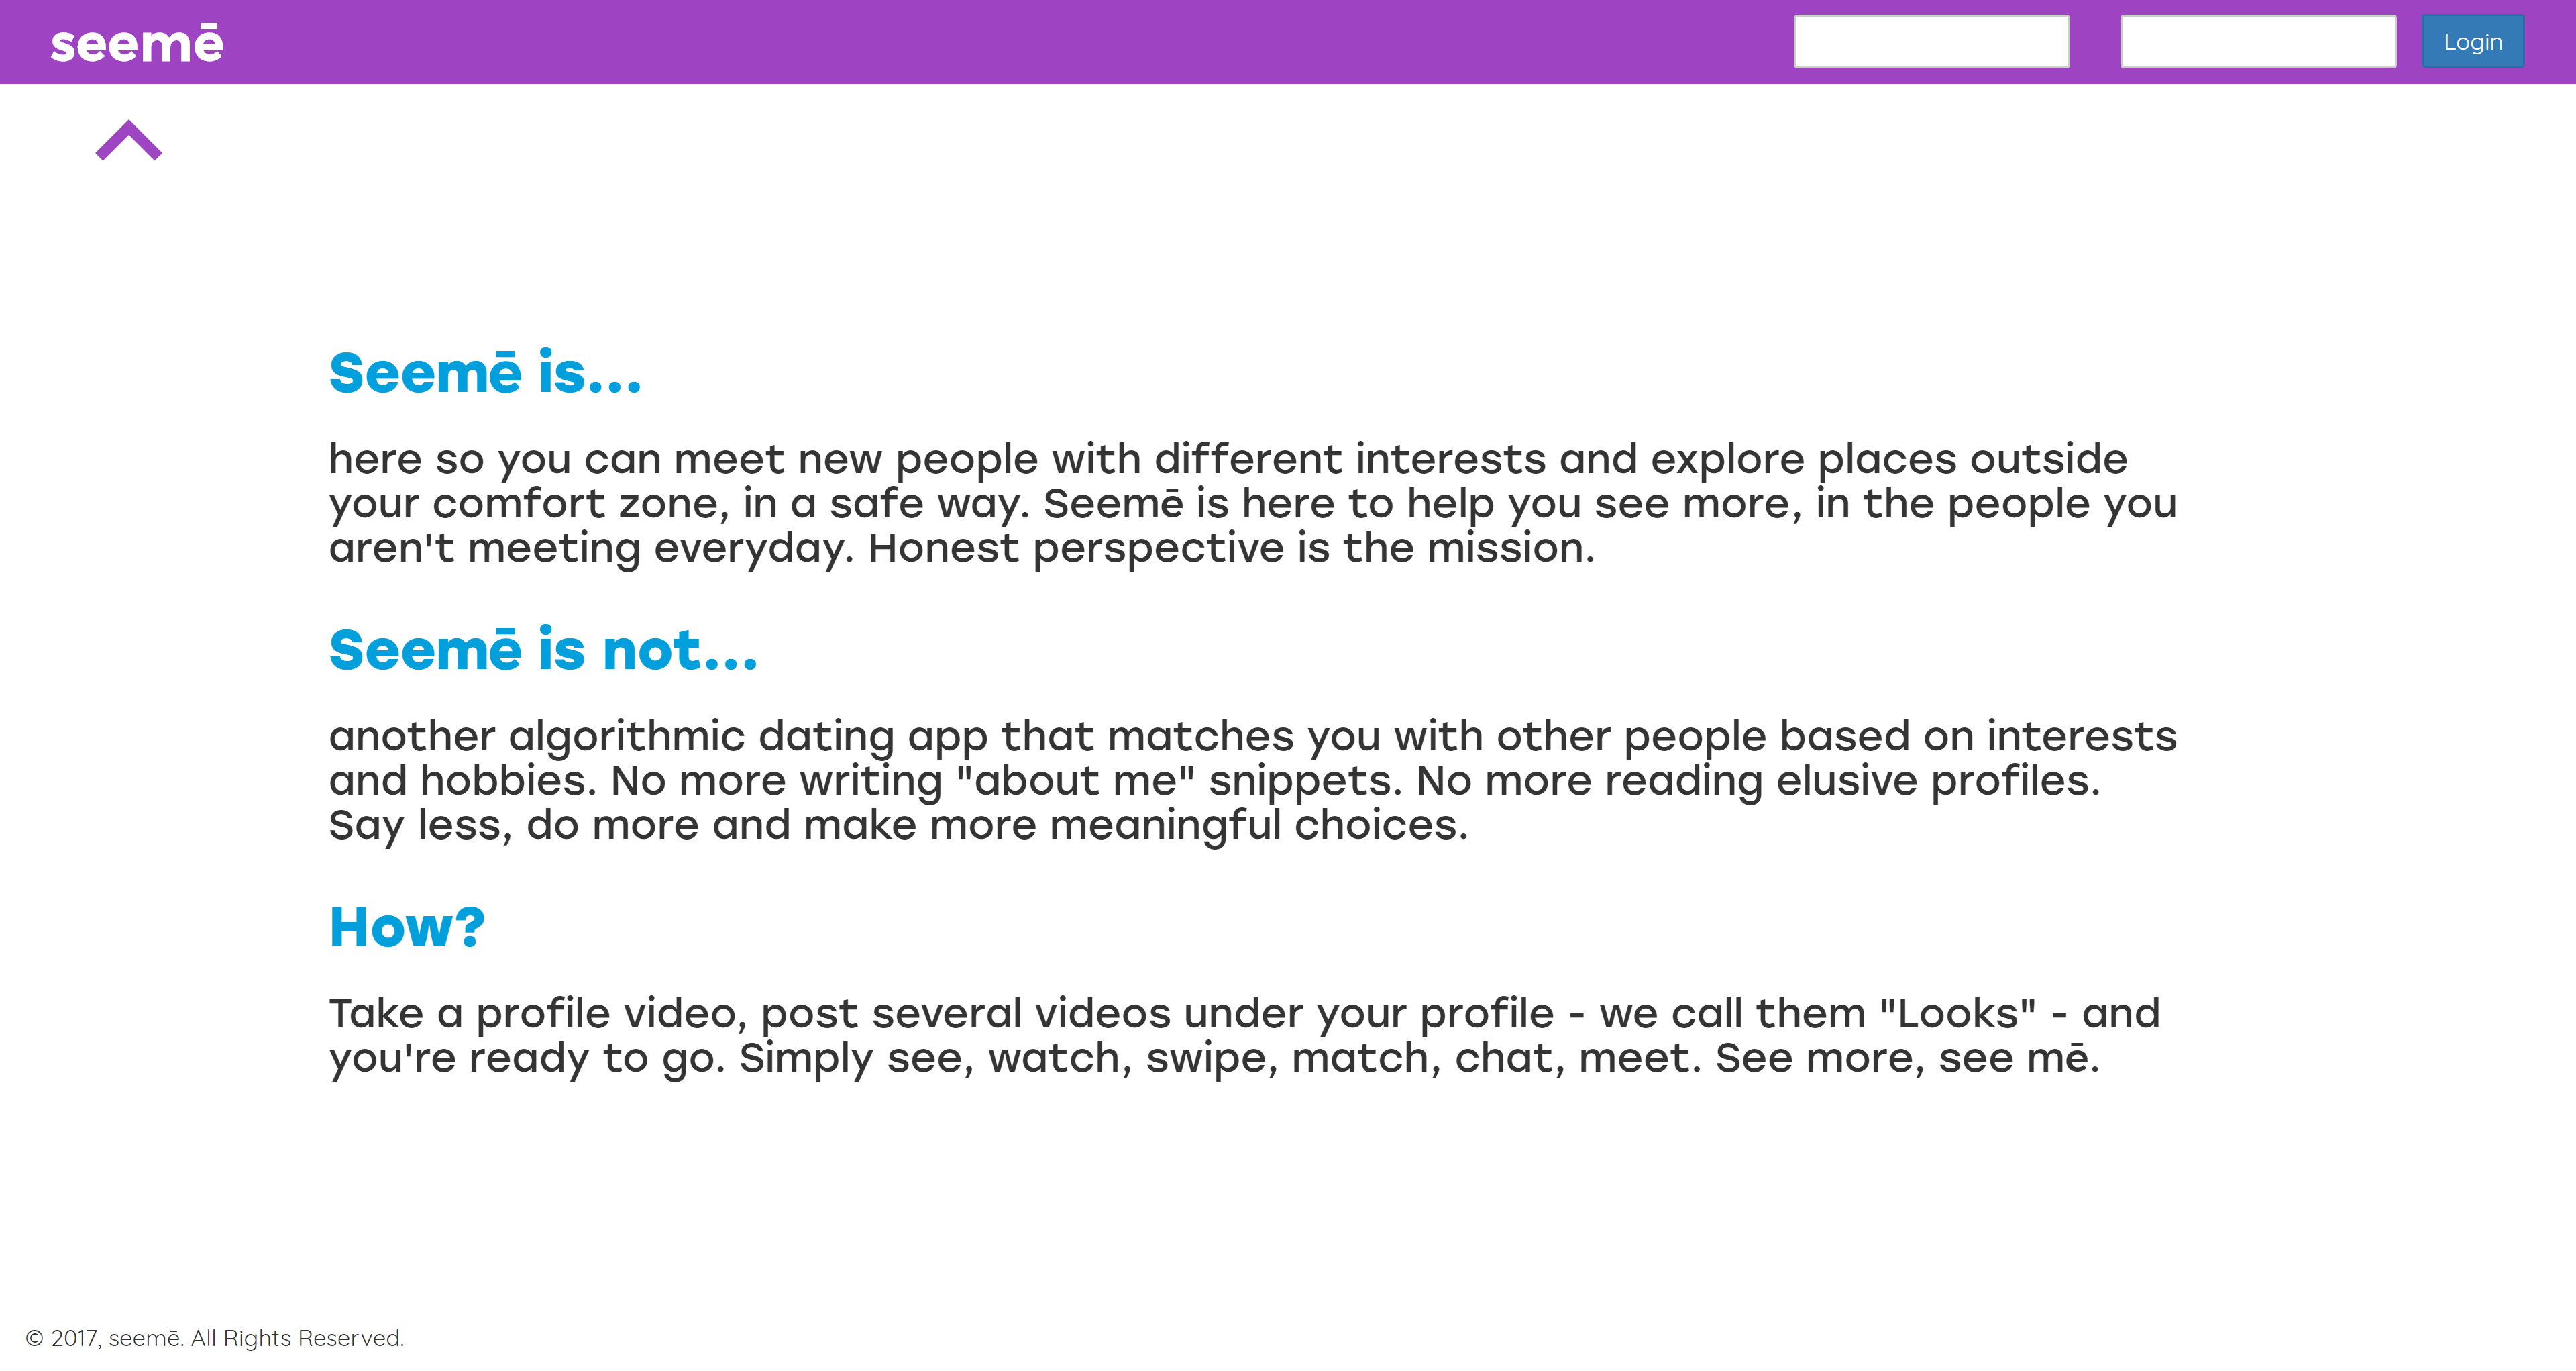 seemē
Login
Seemē is...
here so you can meet new people with different interests and explore places outside
your comfort zone, in a safe way. Seemē is here to help you see more, in the people you
aren't meeting everyday. Honest perspective is the mission.
Seemē is not...
another algorithmic dating app that matches you with other people based on interests
and hobbies. No more writing "about me" snippets. No more reading elusive profiles.
Say less, do more and make more meaningful choices.
How?
Take a profile video, post several videos under your profile - we call them "Looks" - and
you're ready to go. Simply see, watch, swipe, match, chat, meet. See more, see mē.
© 2017, seemē. All Rights Reserved.